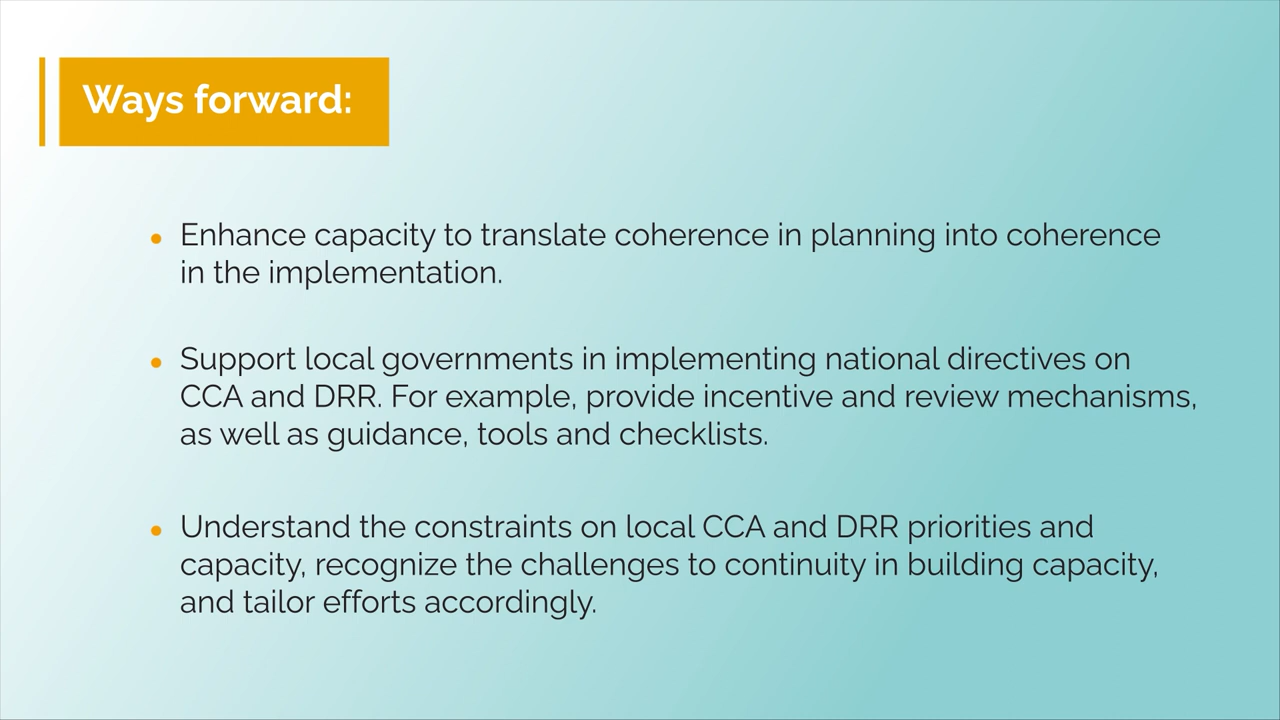 Ways forward:
• Enhance capacity to translate coherence in planning into coherence
in the implementation.
• Support local governments in implementing national directives on
CCA and DRR. For example, provide incentive and review mechanisms,
as well as guidance, tools and checklists.
• Understand the constraints on local CCA and DRR priorities and
capacity, recognize the challenges to continuity in building capacity,
and tailor efforts accordingly.